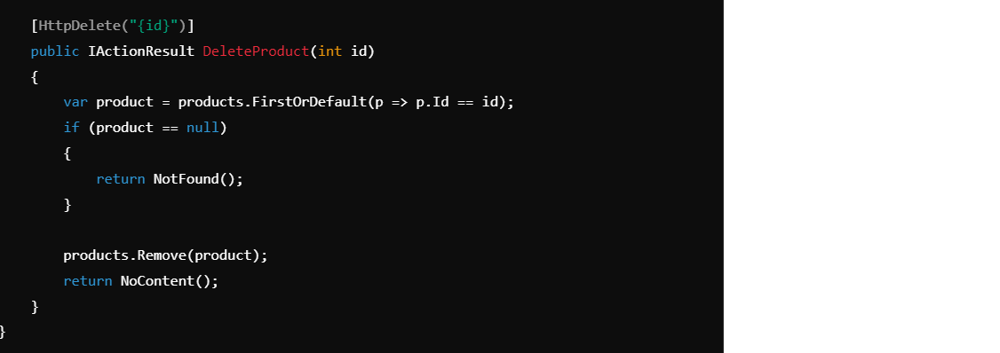 [HttpDelete("{id}")]
public IActionResult DeleteProduct(int id)
{
var product = products.FirstOrDefault(p => p.Id == id);
if (product == null)
{
return NotFound();
}
products.Remove(product);
return NoContent();
}
}